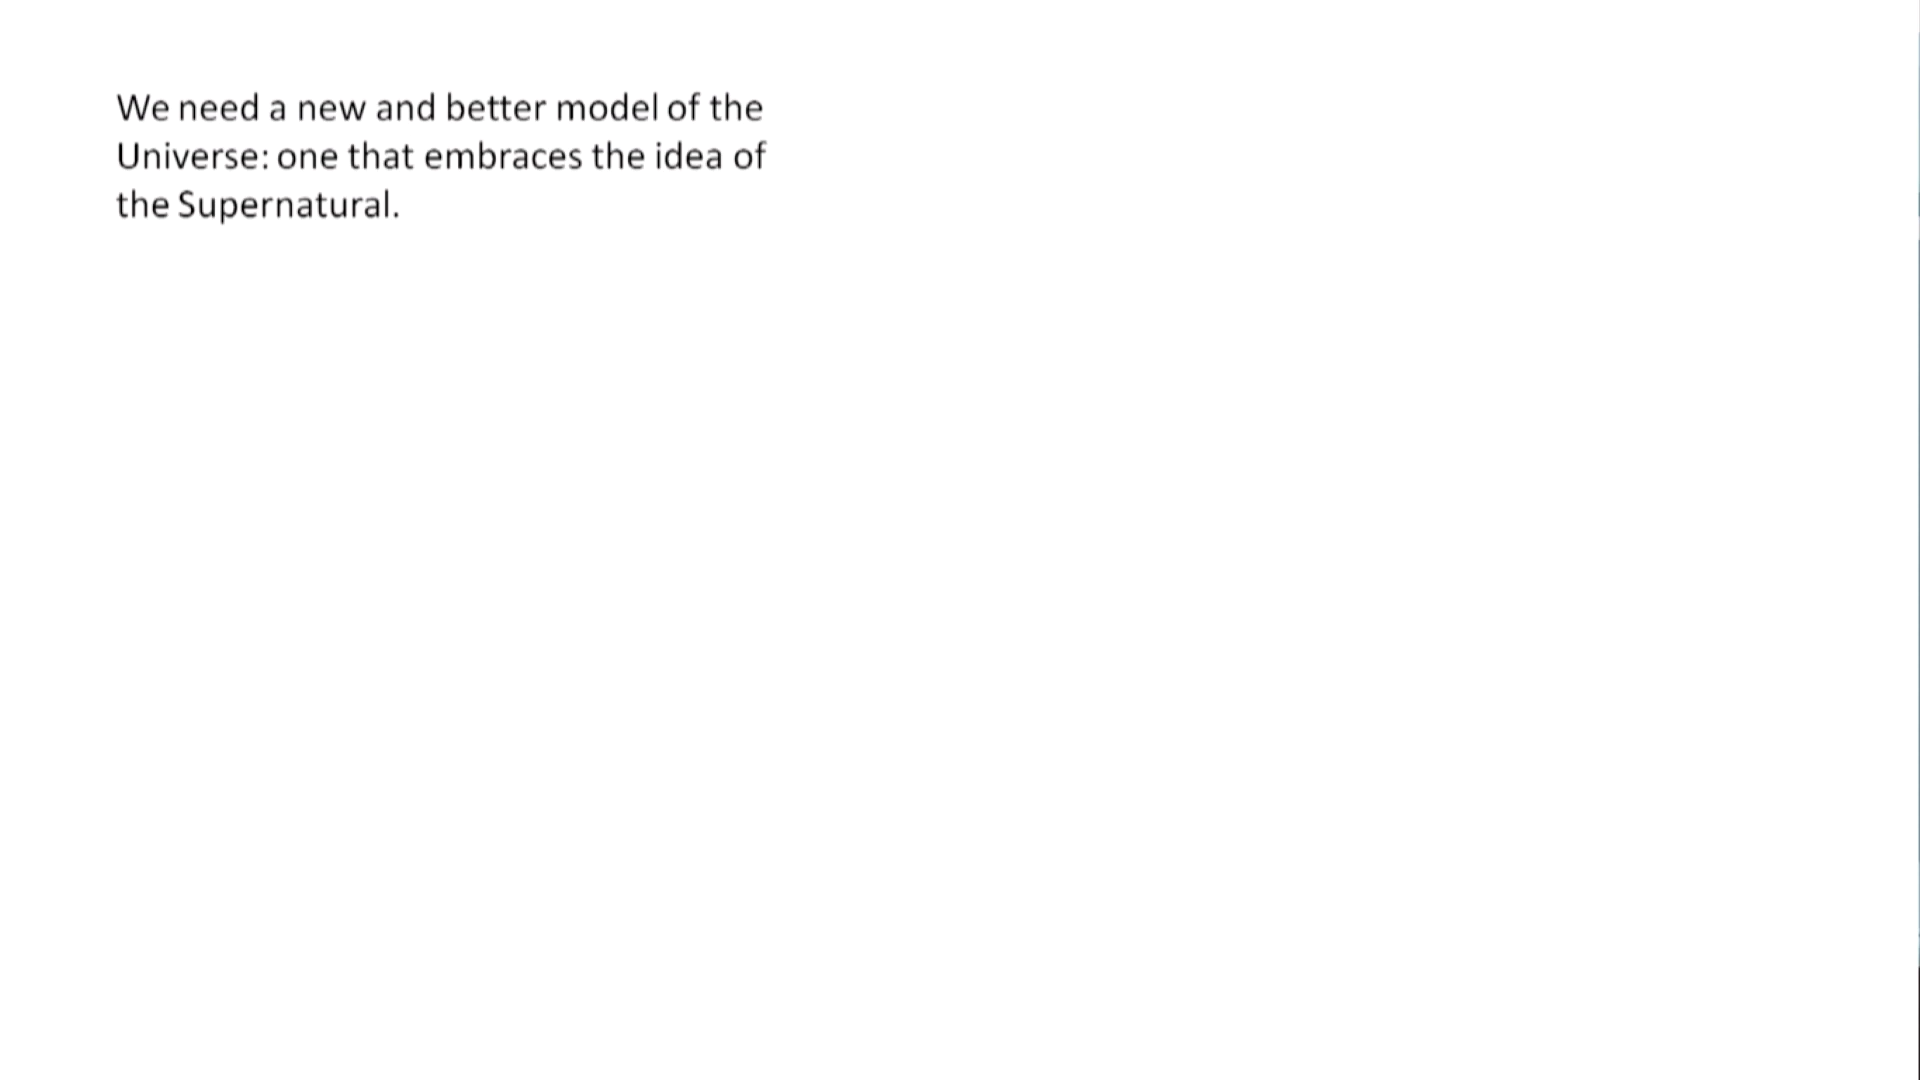 We need a new and better model of the
Universe: one that embraces the idea of
the Supernatural.